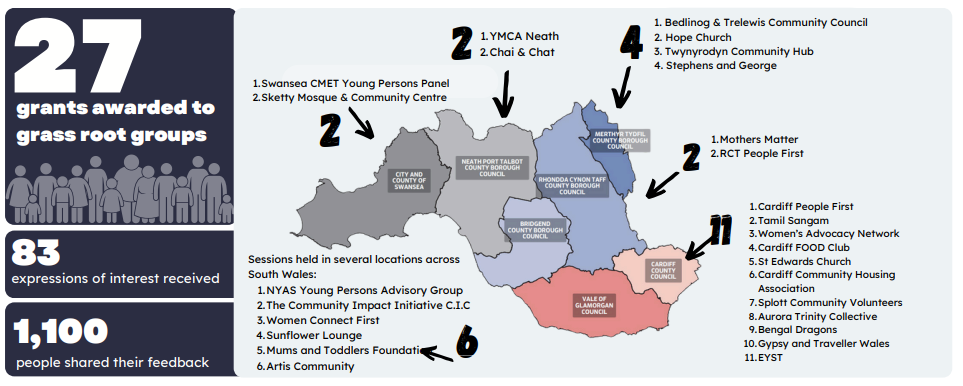 27
grants awarded to
grass root groups
83
expressions of interest received
1,100
people shared their feedback
2
1.YMCA Neath
2.Chai & Chat
4
1. Bedlinog & Trelewis Community Council
2. Hope Church
3. Twynyrodyn Community Hub
4. Stephens and George
1.Swansea CMET Young Persons Panel
2.Sketty Mosque & Community Centre
2
1.Mothers Matter
2.RCT People First
2
11
1.Cardiff People First
2.Tamil Sangam
3.Women's Advocacy Network
4.Cardiff FOOD Club
5.St Edwards Church
6.Cardiff Community Housing
Association
7.Splott Community Volunteers
8.Aurora Trinity Collective
9.Bengal Dragons
10.Gypsy and Traveller Wales
11.EYST
CITY AND
COUNTY OF
SWANSEA
NEATH PORT TALBOT
COUNTY BOROUGH
COUNCIL
MERTHYR TYDFIL
COUNTY BOROUGH
COUNCIL
RHONDDA CYNON TAFF
COUNTY BOROUGH
COUNCIL
BRIDGEND
COUNTY BOROUGH
COUNCIL
CARDIFF
COUNTY
COUNCIL
VALE OF
GLAMORGAN
COUNCIL
Sessions held in several locations across
South Wales:
1.NYAS Young Persons Advisory Group
2.The Community Impact Initiative C.I.C
3.Women Connect First
4.Sunflower Lounge
5.Mums and Toddlers
6.Artis Community
6